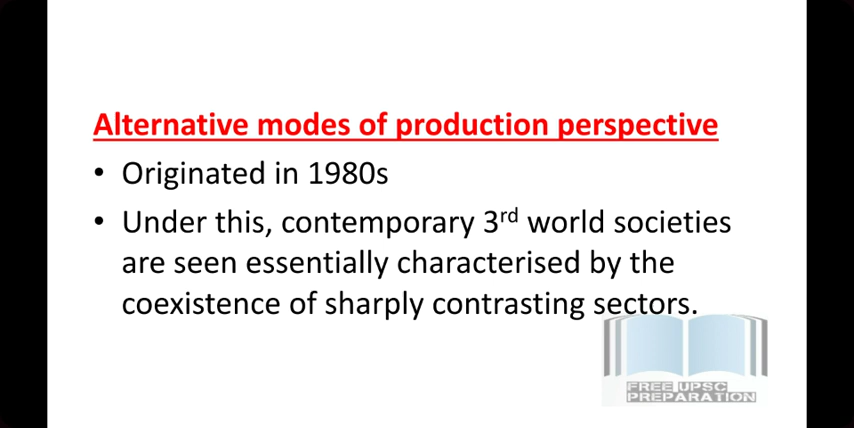 Alternative modes of production perspective
• Originated in 1980s
• Under this, contemporary 3rd world societies
are seen essentially characterised by the
coexistence of sharply contrasting sectors.
FREE UPSC
PREPARATION